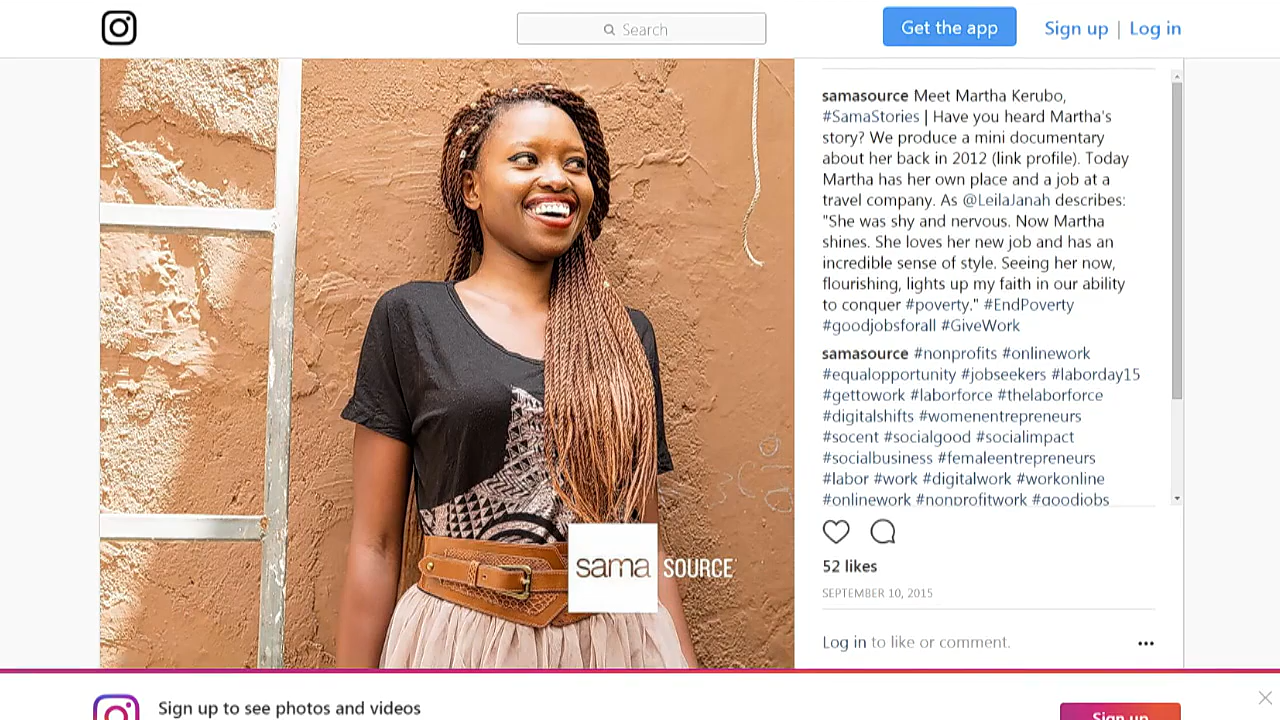 Search
Get the app
Sign up | Log in
samasource Meet Martha Kerubo,
#SamaStories | Have you heard Martha's
story? We produce a mini documentary
about her back in 2012 (link profile). Today
Martha has her own place and a job at a
travel company. As @LeilaJanah describes:
"She was shy and nervous. Now Martha
shines. She loves her new job and has an
incredible sense of style. Seeing her now,
flourishing, lights up my faith in our ability
to conquer #poverty." #EndPoverty
#goodjobsforall #GiveWork
samasource #nonprofits #onlinework
#equalopportunity #jobseekers #laborday15
#gettowork #laborforce #thelaborforce
#digitalshifts #womenentrepreneurs
#socent #socialgood #socialimpact
#socialbusiness #femaleentrepreneurs
#labor #work #digitalwork #workonline
#onlinework #nonprofitwork #goodjobs
sama SOURCE
52 likes
SEPTEMBER 10, 2015
Log in to like or comment.
Sign up to see photos and videos
Sign up